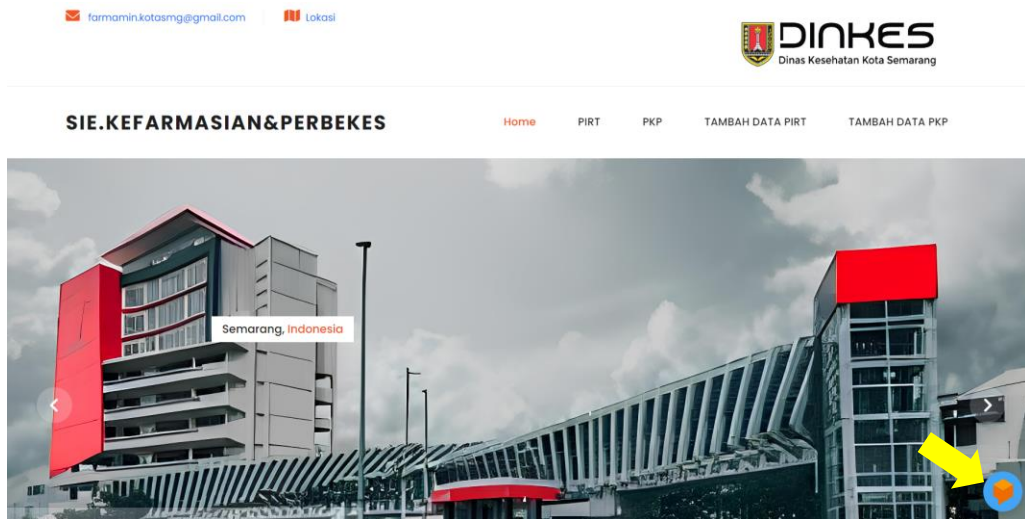 farmamin.kotasmg@gmail.com
Lokasi
DINKES
Dinas Kesehatan Kota Semarang
SIE.KEFARMASIAN&PERBEKES
Home
PIRT
PKP
TAMBAH DATA PIRT
TAMBAH DATA PKP
Semarang, Indonesia